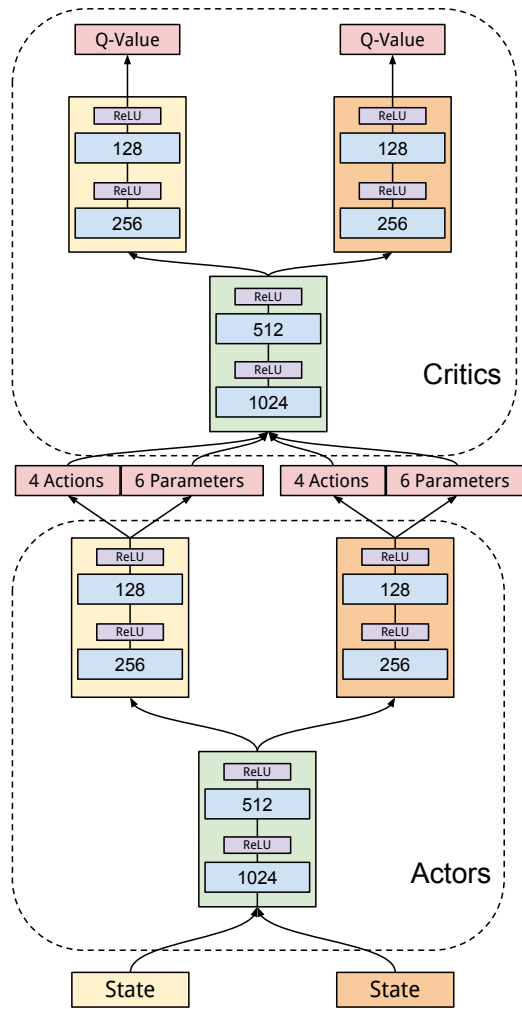 Q-Value Q-Value
ReLU ReLU
128 128
ReLU ReLU
256 256
ReLU
512
ReLU
Critics
1024
4 Actions 6 Parameters 4 Actions 6 Parameters
ReLU ReLU
128 128
ReLU ReLU
256 256
ReLU
512
ReLU
1024
Actors
State State